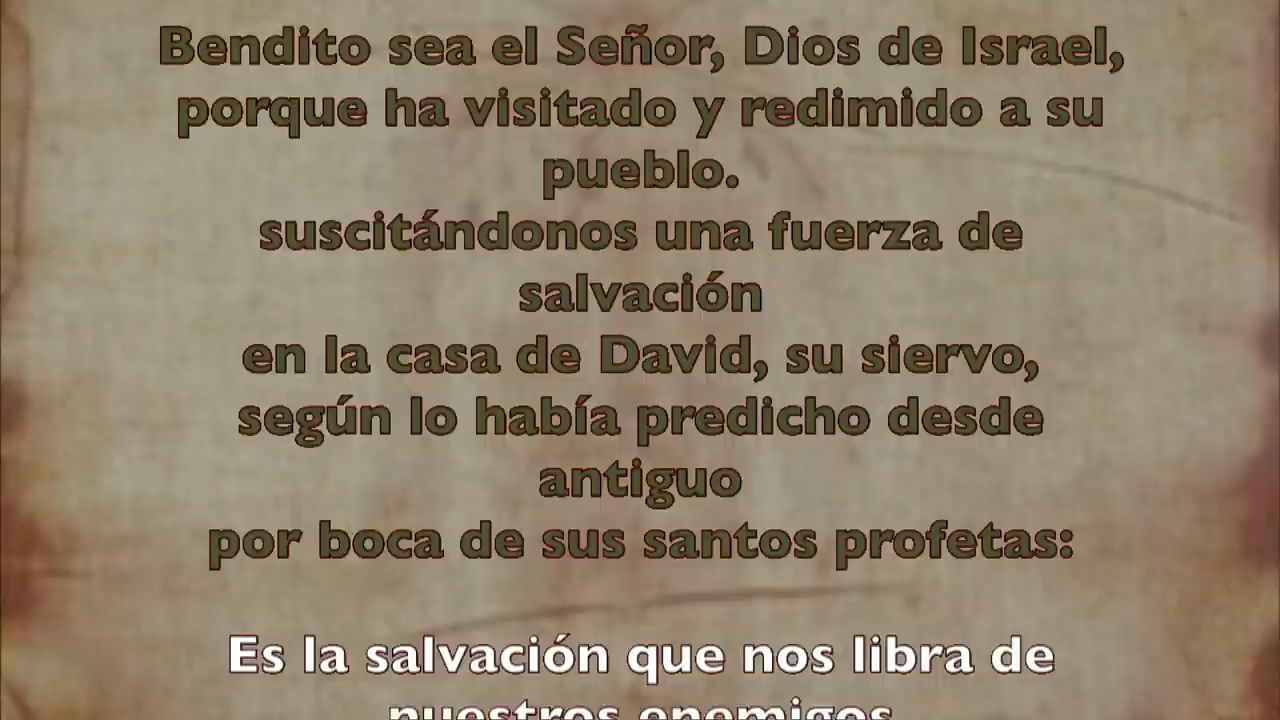 Bendito sea el Señor, Dios de Israel,
porque ha visitado y redimido a su
pueblo.
suscitándonos una fuerza de
salvación
en la casa de David, su siervo,
según lo había predicho desde
antiguo
por boca de sus santos profetas:
Es la salvación que nos libra de
nuestros enemigos